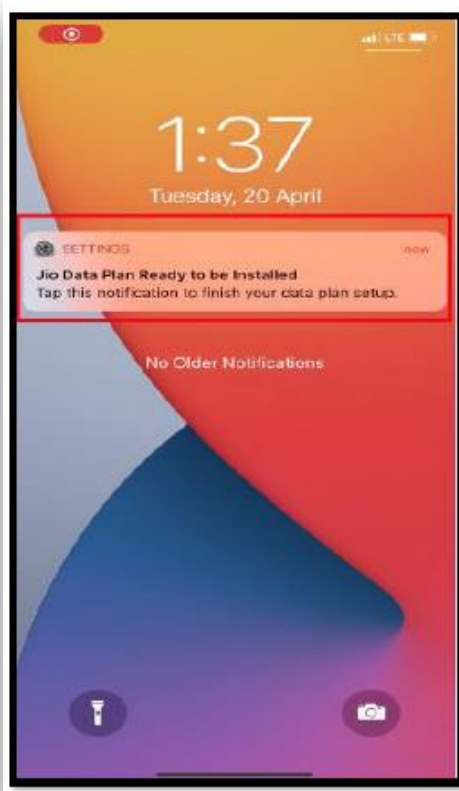 LTE
1:37
Tuesday, 20 April
SETTINGS now
Jio Data Plan Ready to be Installed
Tap this notification to finish your data plan setup.
No Older Notifications